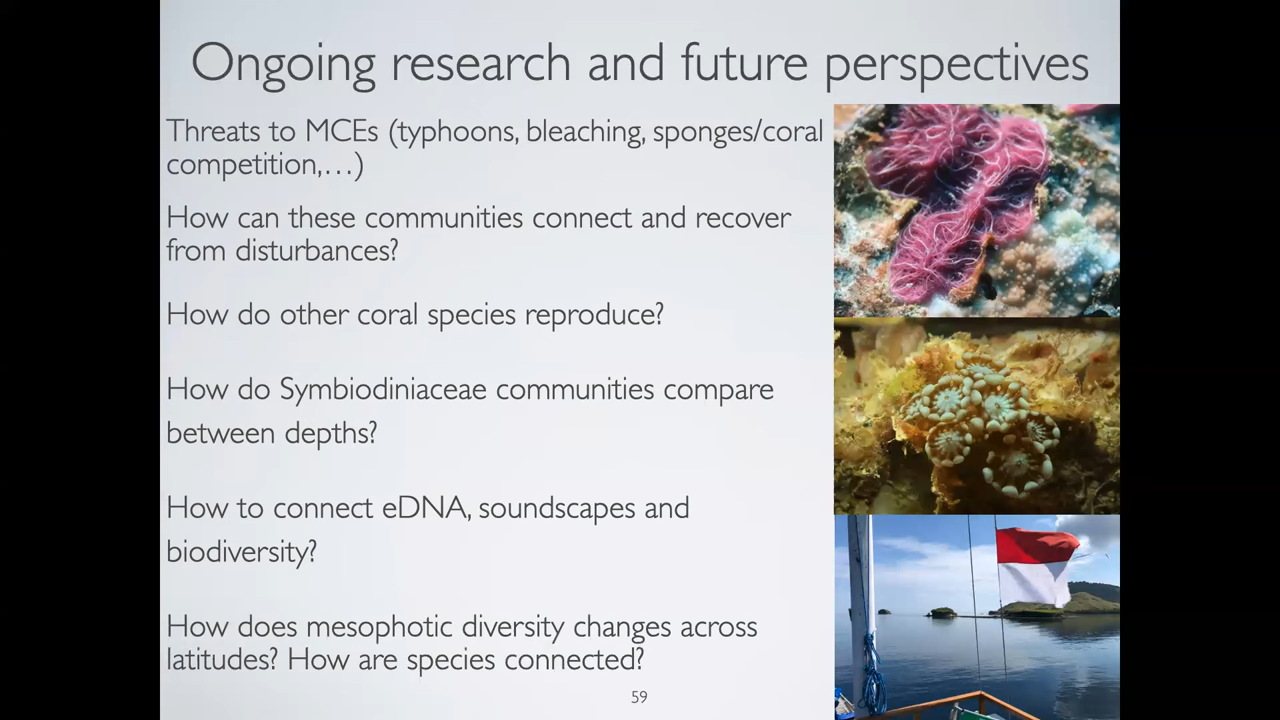 Ongoing research and future perspectives
Threats to MCEs (typhoons, bleaching, sponges/coral
competition,…)
How can these communities connect and recover
from disturbances?
How do other coral species reproduce?
How do Symbiodiniaceae communities compare
between depths?
How to connect eDNA, soundscapes and
biodiversity?
How does mesophotic diversity changes across
latitudes? How are species connected?
59